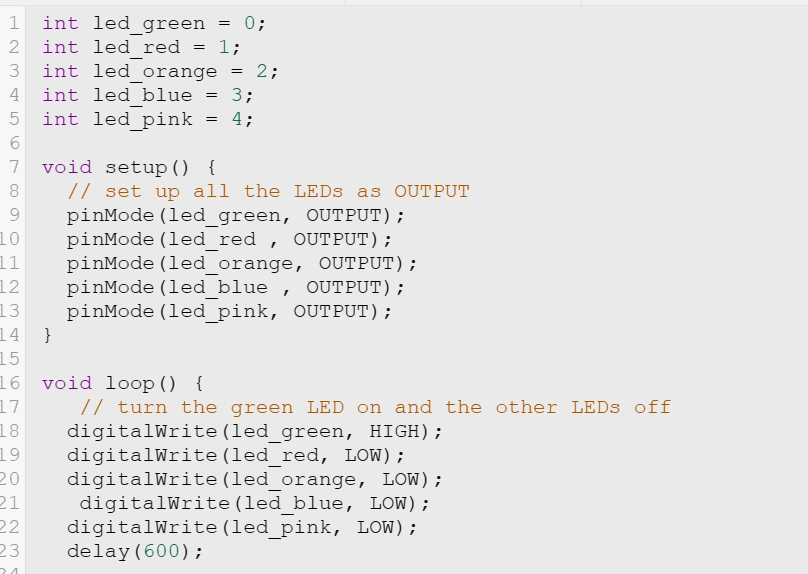 1 int led_green = 0;
2 int led_red = 1;
3 int led_orange = 2;
4 int led_blue = 3;
5 int led_pink = 4;
6
7 void setup() {
8   // set up all the LEDs as OUTPUT
9   pinMode(led_green, OUTPUT);
10   pinMode(led_red , OUTPUT);
11   pinMode(led_orange, OUTPUT);
12   pinMode(led_blue , OUTPUT);
13   pinMode(led_pink, OUTPUT);
14 }
15
16 void loop() {
17    // turn the green LED on and the other LEDs off
18   digitalWrite(led_green, HIGH);
19   digitalWrite(led_red, LOW);
20   digitalWrite(led_orange, LOW);
21    digitalWrite(led_blue, LOW);
22   digitalWrite(led_pink, LOW);
23   delay(600);
24